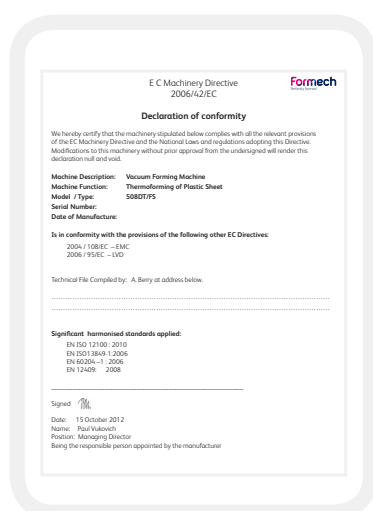 E C Machinery Directive
2006/42/EC
Formech
Declaration of conformity
We hereby certify that the machinery stipulated below complies with all the relevant provisions
of the EC Machinery Directive and the National Laws and regulations adopting this Directive.
Modifications to this machinery without prior approval from the undersigned will render this
declaration null and void.
Machine Description: Vacuum Forming Machine
Machine Function: Thermoforming of Plastic Sheet
Model / Type: 508DT/FS
Serial Number:
Date of Manufacture:
Is in conformity with the provisions of the following other EC Directives:
2004 / 108/EC – EMC
2006 / 95/EC – LVD
Technical File Compiled by: A. Berry at address below.
Significant harmonised standards applied:
EN ISO 12100 : 2010
EN ISO13849-1:2006
EN 60204 –1 : 2006
EN 12409: 2008
Signed
Date: 15 October 2012
Name: Paul Vukovich
Position: Managing Director
Being the responsible person appointed by the manufacturer